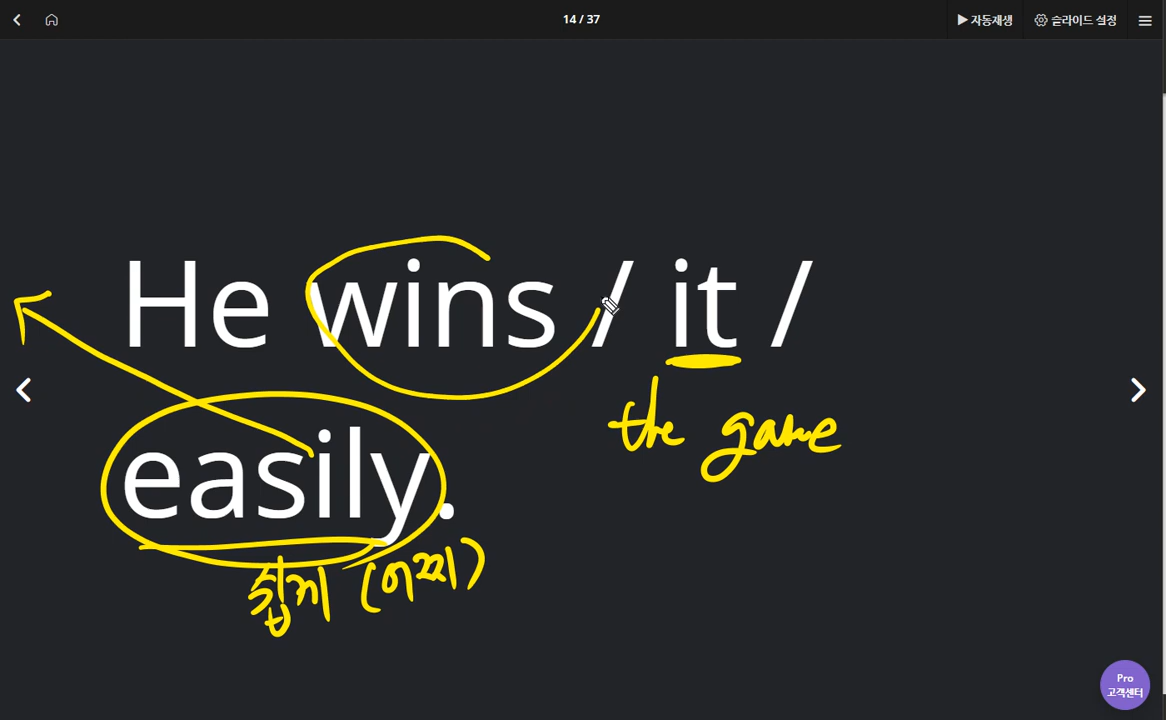 14 / 37
자동재생
슬라이드 설정
He wins / it /
the game
easily.
쉽게 (어찌)
Pro
고객센터